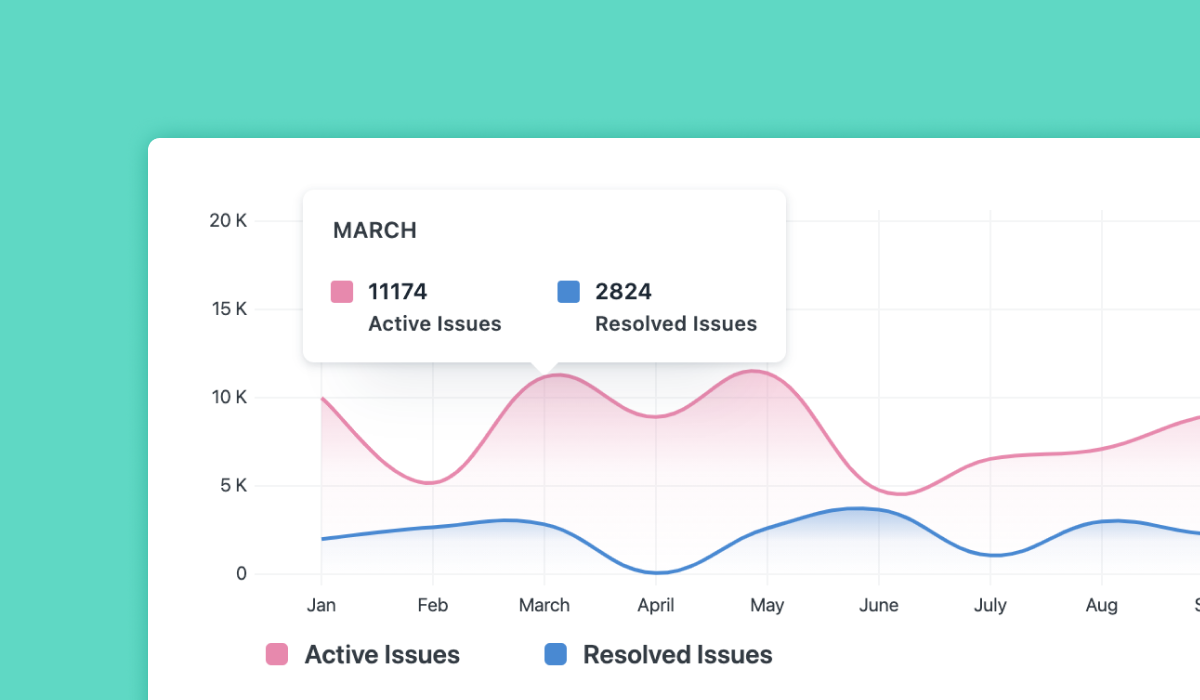 20 K
MARCH
11174
2824
Active Issues
Resolved Issues
15 K
10 K
5 K
0
Jan Feb March April May June July Aug
Active Issues Resolved Issues